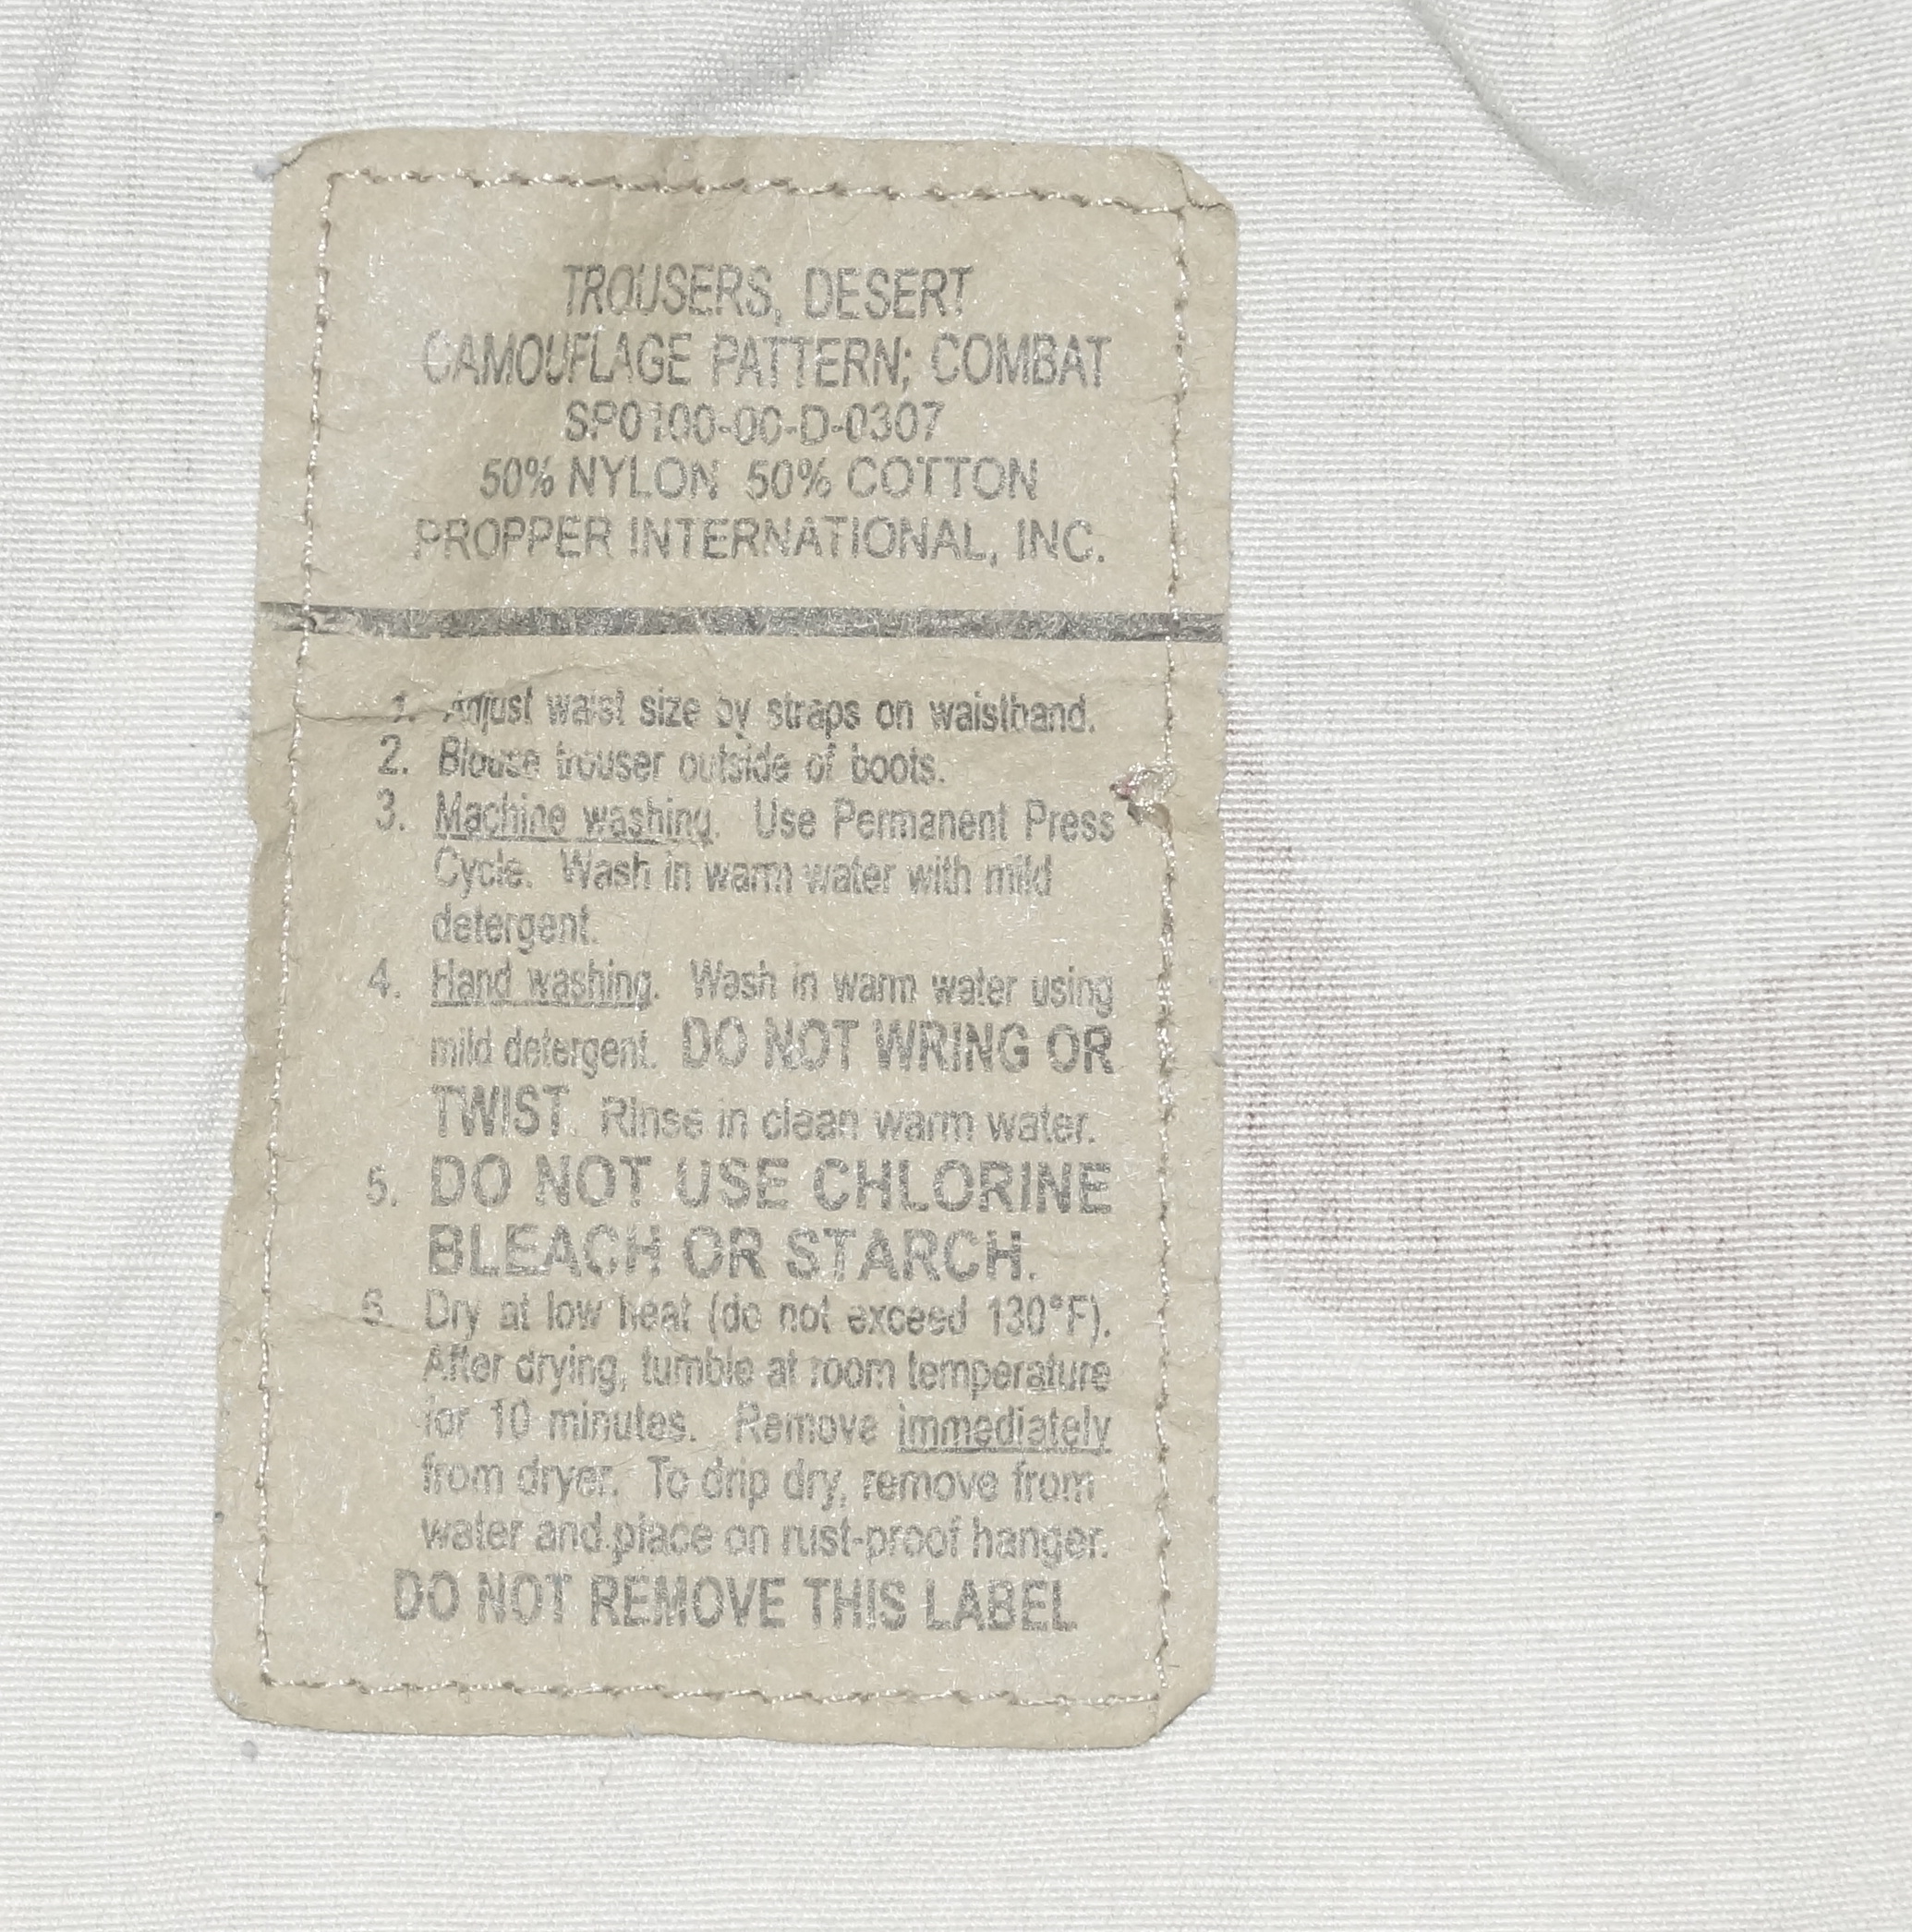 TROUSERS, DESERT
CAMOUFLAGE PATTERN; COMBAT
SP0100-00-D-0307
50% NYLON 50% COTTON
PROPPER INTERNATIONAL, INC.
1. Adjust waist size by straps on waistband.
2. Blouse trouser outside of boots.
3. Machine washing. Use Permanent Press
Cycle. Wash in warm water with mild
detergent.
4. Hand washing. Wash in warm water using
mild detergent. DO NOT WRING OR
TWIST. Rinse in clean warm water.
5. DO NOT USE CHLORINE
BLEACH OR STARCH.
6. Dry at low heat (do not exceed 130°F).
After drying, tumble at room temperature
for 10 minutes. Remove immediately
from dryer. To drip dry, remove from
water and place on rust-proof hanger.
DO NOT REMOVE THIS LABEL